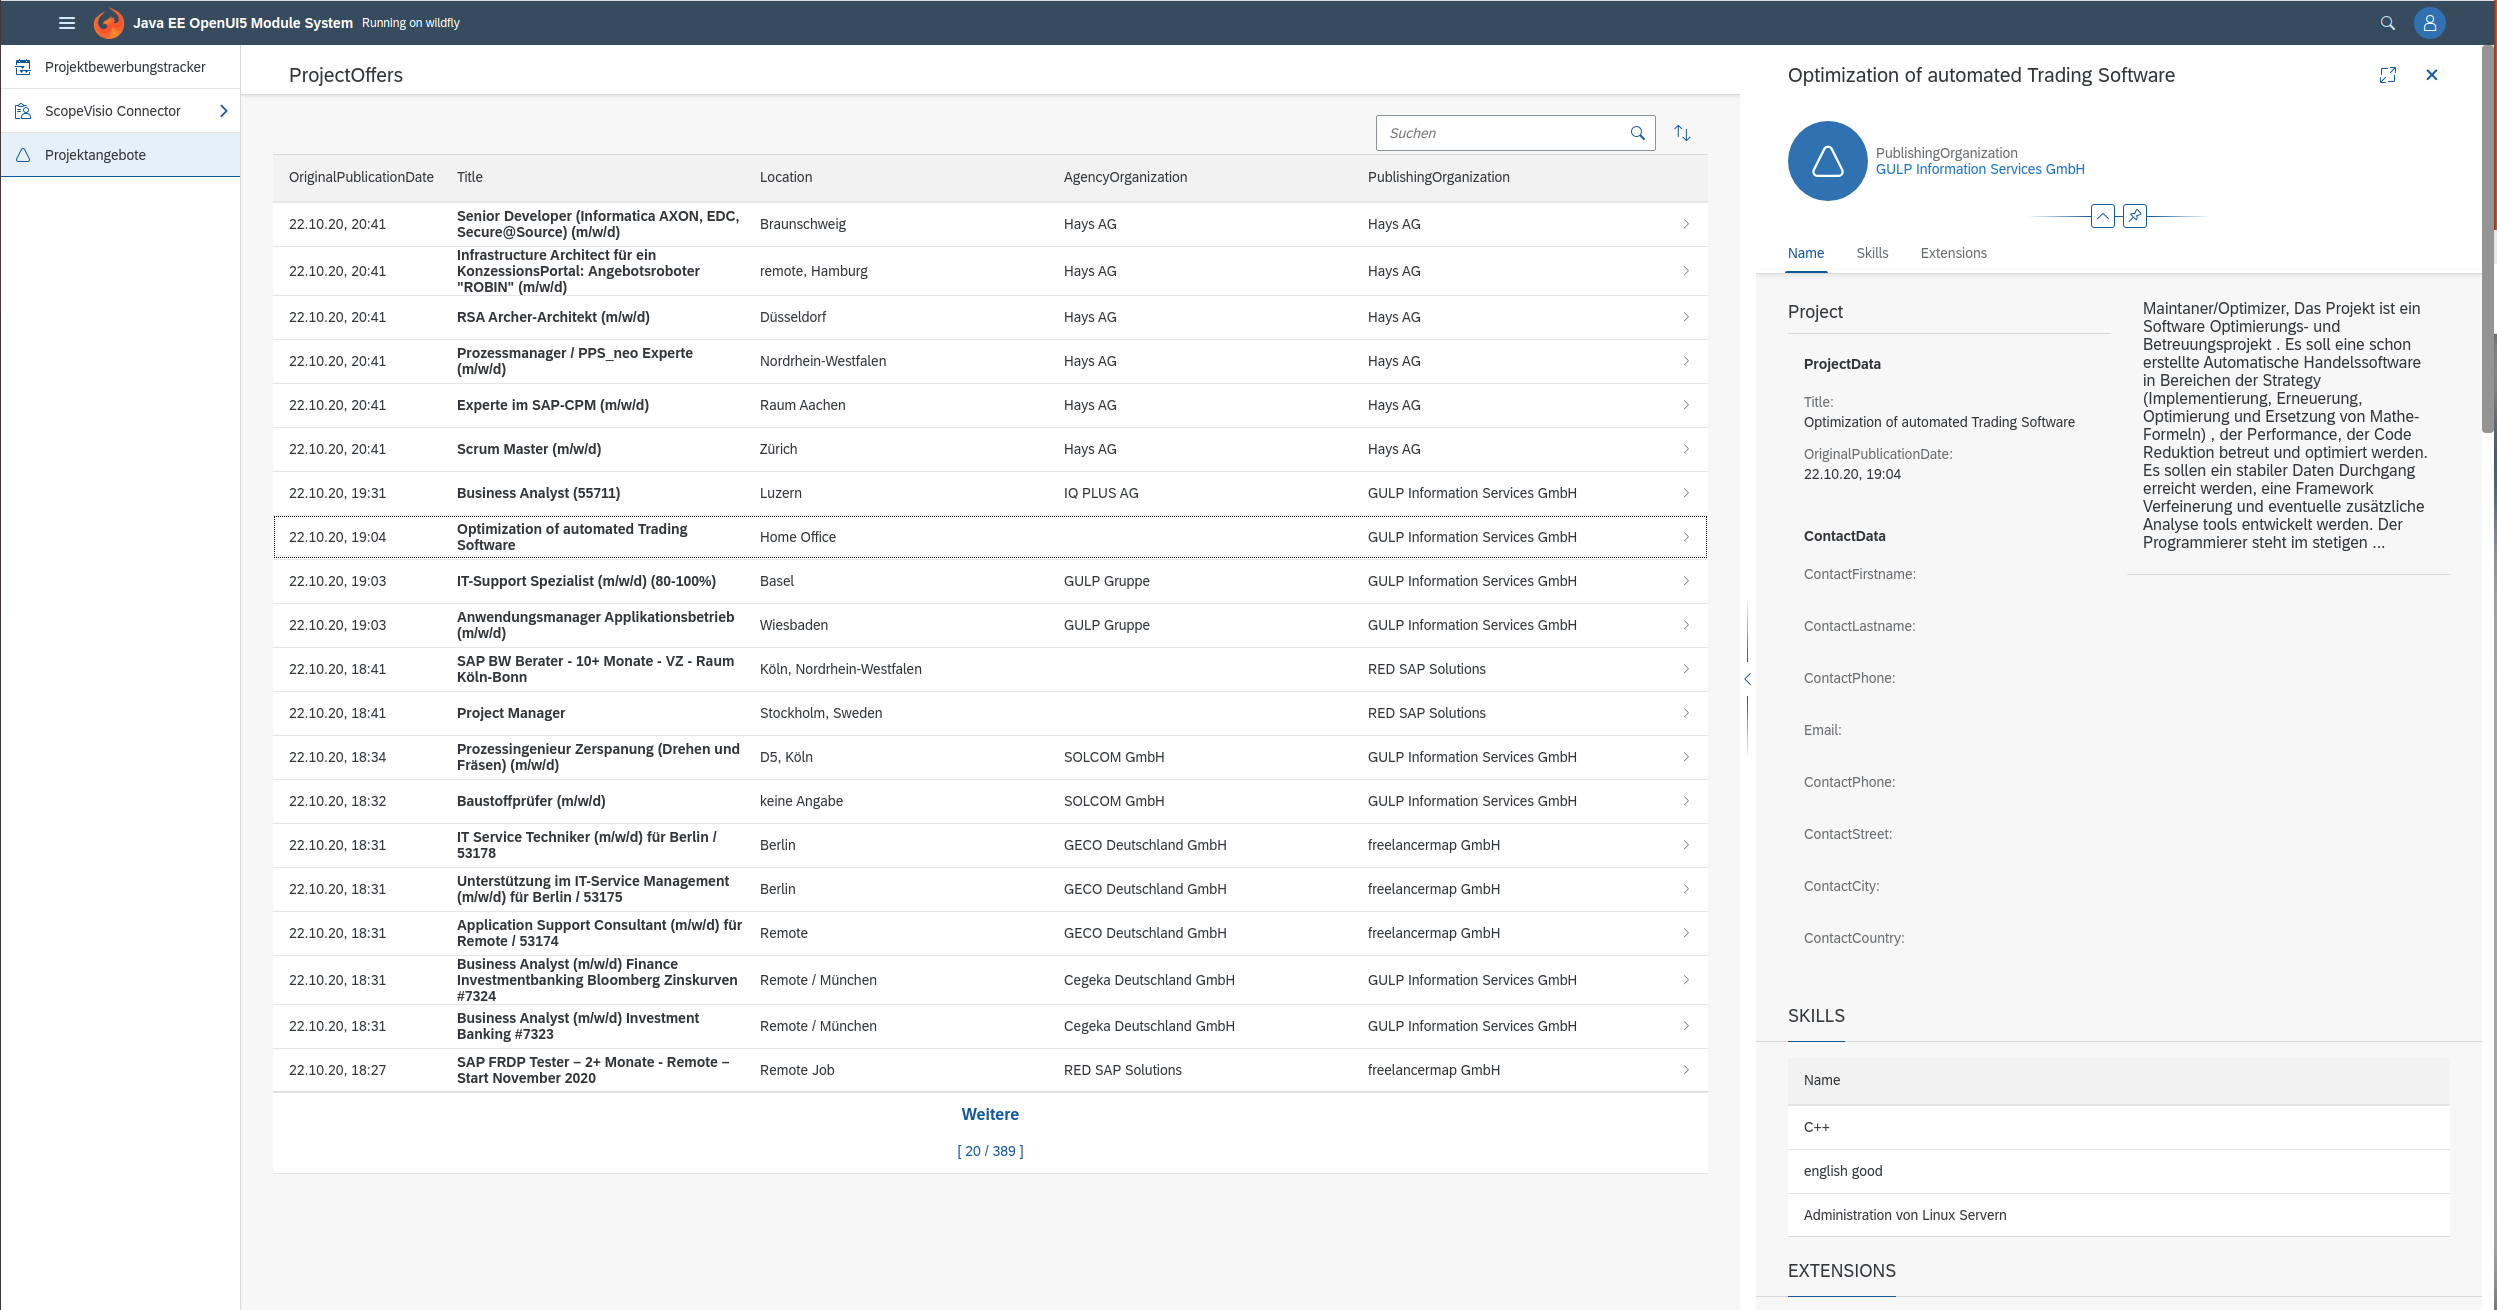 Java EE OpenUI5 Module System Running on wildfly
Projektbewerbungstracker
ScopeVisio Connector
Projektangebote
ProjectOffers
Suchen
OriginalPublicationDate Title Location AgencyOrganization PublishingOrganization
22.10.20, 20:41 Senior Developer (Informatica AXON, EDC,
Secure@Source) (m/w/d) Braunschweig Hays AG Hays AG
22.10.20, 20:41 Infrastructure Architect für ein
KonzessionsPortal: Angebotsroboter
"ROBIN" (m/w/d) remote, Hamburg Hays AG Hays AG
22.10.20, 20:41 RSA Archer-Architekt (m/w/d) Düsseldorf Hays AG Hays AG
22.10.20, 20:41 Prozessmanager / PPS_neo Experte
(m/w/d) Nordrhein-Westfalen Hays AG Hays AG
22.10.20, 20:41 Experte im SAP-CPM (m/w/d) Raum Aachen Hays AG Hays AG
22.10.20, 20:41 Scrum Master (m/w/d) Zürich Hays AG Hays AG
22.10.20, 19:31 Business Analyst (55711) Luzern IQ PLUS AG GULP Information Services GmbH
22.10.20, 19:04 Optimization of automated Trading
Software Home Office GULP Information Services GmbH
22.10.20, 19:03 IT-Support Spezialist (m/w/d) (80-100%) Basel GULP Gruppe GULP Information Services GmbH
22.10.20, 19:03 Anwendungsmanager Applikationsbetrieb
(m/w/d) Wiesbaden GULP Gruppe GULP Information Services GmbH
22.10.20, 18:41 SAP BW Berater - 10+ Monate - VZ - Raum
Köln-Bonn Köln, Nordrhein-Westfalen RED SAP Solutions
22.10.20, 18:41 Project Manager Stockholm, Sweden RED SAP Solutions
22.10.20, 18:34 Prozessingenieur Zerspanung (Drehen und
Fräsen) (m/w/d) D5, Köln SOLCOM GmbH GULP Information Services GmbH
22.10.20, 18:32 Baustoffprüfer (m/w/d) keine Angabe SOLCOM GmbH GULP Information Services GmbH
22.10.20, 18:31 IT Service Techniker (m/w/d) für Berlin /
53178 Berlin GECO Deutschland GmbH freelancermap GmbH
22.10.20, 18:31 Unterstützung im IT-Service Management
(m/w/d) für Berlin / 53175 Berlin GECO Deutschland GmbH freelancermap GmbH
22.10.20, 18:31 Application Support Consultant (m/w/d) für
Remote / 53174 Remote GECO Deutschland GmbH freelancermap GmbH
22.10.20, 18:31 Business Analyst (m/w/d) Finance
Investmentbanking Bloomberg Zinskurven
#7324 Remote / München Cegeka Deutschland GmbH GULP Information Services GmbH
22.10.20, 18:31 Business Analyst (m/w/d) Investment
Banking #7323 Remote / München Cegeka Deutschland GmbH GULP Information Services GmbH
22.10.20, 18:27 SAP FRDP Tester – 2+ Monate - Remote –
Start November 2020 Remote Job RED SAP Solutions freelancermap GmbH
Weitere
[ 20 / 389 ]
Optimization of automated Trading Software
PublishingOrganization
GULP Information Services GmbH
Name Skills Extensions
Project
ProjectData
Title:
Optimization of automated Trading Software
OriginalPublicationDate:
22.10.20, 19:04
ContactData
ContactFirstname:
ContactLastname:
ContactPhone:
Email:
ContactPhone:
ContactStreet:
ContactCity:
ContactCountry:
Maintaner/Optimizer, Das Projekt ist ein
Software Optimierungs- und
Betreuungsprojekt . Es soll eine schon
erstellte Automatische Handelssoftware
in Bereichen der Strategy
(Implementierung, Erneuerung,
Optimierung und Ersetzung von Mathe-
Formeln) , der Performance, der Code
Reduktion betreut und optimiert werden.
Es sollen ein stabiler Daten Durchgang
erreicht werden, eine Framework
Verfeinerung und eventuelle zusätzliche
Analyse tools entwickelt werden. Der
Programmierer steht im stetigen ...
SKILLS
Name
C++
english good
Administration von Linux Servern
EXTENSIONS